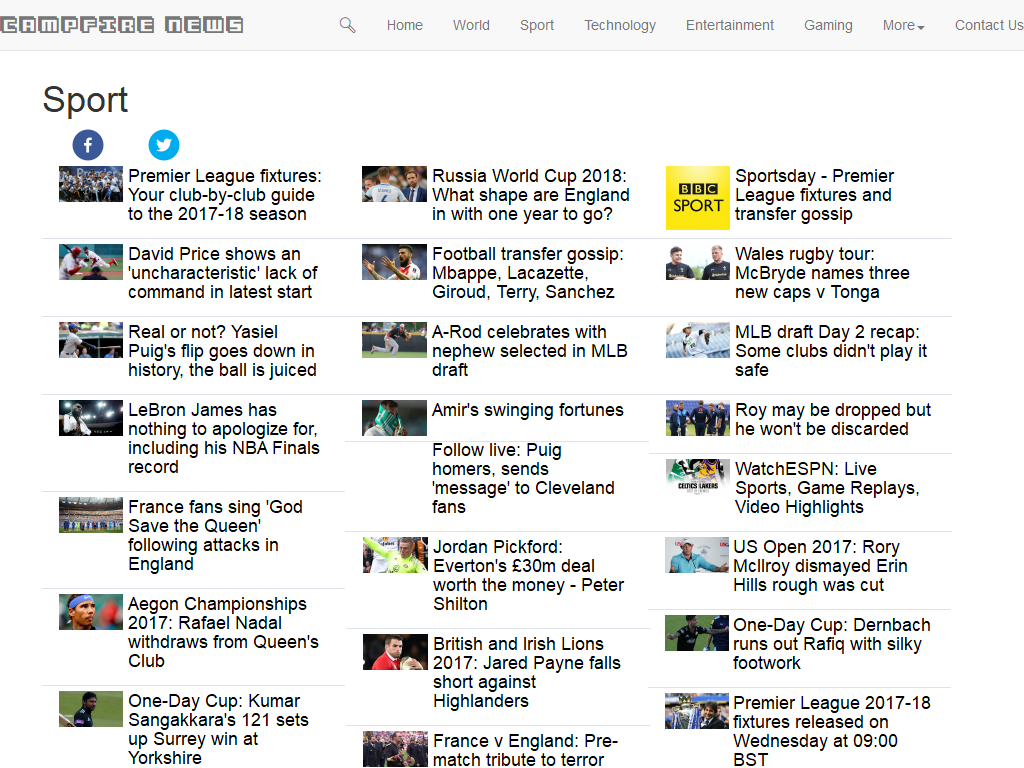 CAMPFIRE NEWS
Home World Sport Technology Entertainment Gaming More Contact Us
Sport
Premier League fixtures:
Your club-by-club guide
to the 2017-18 season
David Price shows an
'uncharacteristic' lack of
command in latest start
Real or not? Yasiel
Puig's flip goes down in
history, the ball is juiced
LeBron James has
nothing to apologize for,
including his NBA Finals
record
France fans sing 'God
Save the Queen'
following attacks in
England
Aegon Championships
2017: Rafael Nadal
withdraws from Queen's
Club
One-Day Cup: Kumar
Sangakkara's 121 sets
up Surrey win at
Yorkshire
Russia World Cup 2018:
What shape are England
in with one year to go?
Football transfer gossip:
Mbappe, Lacazette,
Giroud, Terry, Sanchez
A-Rod celebrates with
nephew selected in MLB
draft
Amir's swinging fortunes
Follow live: Puig
homers, sends
'message' to Cleveland
fans
Jordan Pickford:
Everton's £30m deal
worth the money - Peter
Shilton
British and Irish Lions
2017: Jared Payne falls
short against
Highlanders
France v England: Pre-
match tribute to terror
BBC
SPORT
Sportsday - Premier
League fixtures and
transfer gossip
Wales rugby tour:
McBryde names three
new caps v Tonga
MLB draft Day 2 recap:
Some clubs didn't play it
safe
Roy may be dropped but
he won't be discarded
CELTICS LAKERS
WatchESPN: Live
Sports, Game Replays,
Video Highlights
US Open 2017: Rory
McIlroy dismayed Erin
Hills rough was cut
One-Day Cup: Dernbach
runs out Rafiq with silky
footwork
Premier League 2017-18
fixtures released on
Wednesday at 09:00
BST